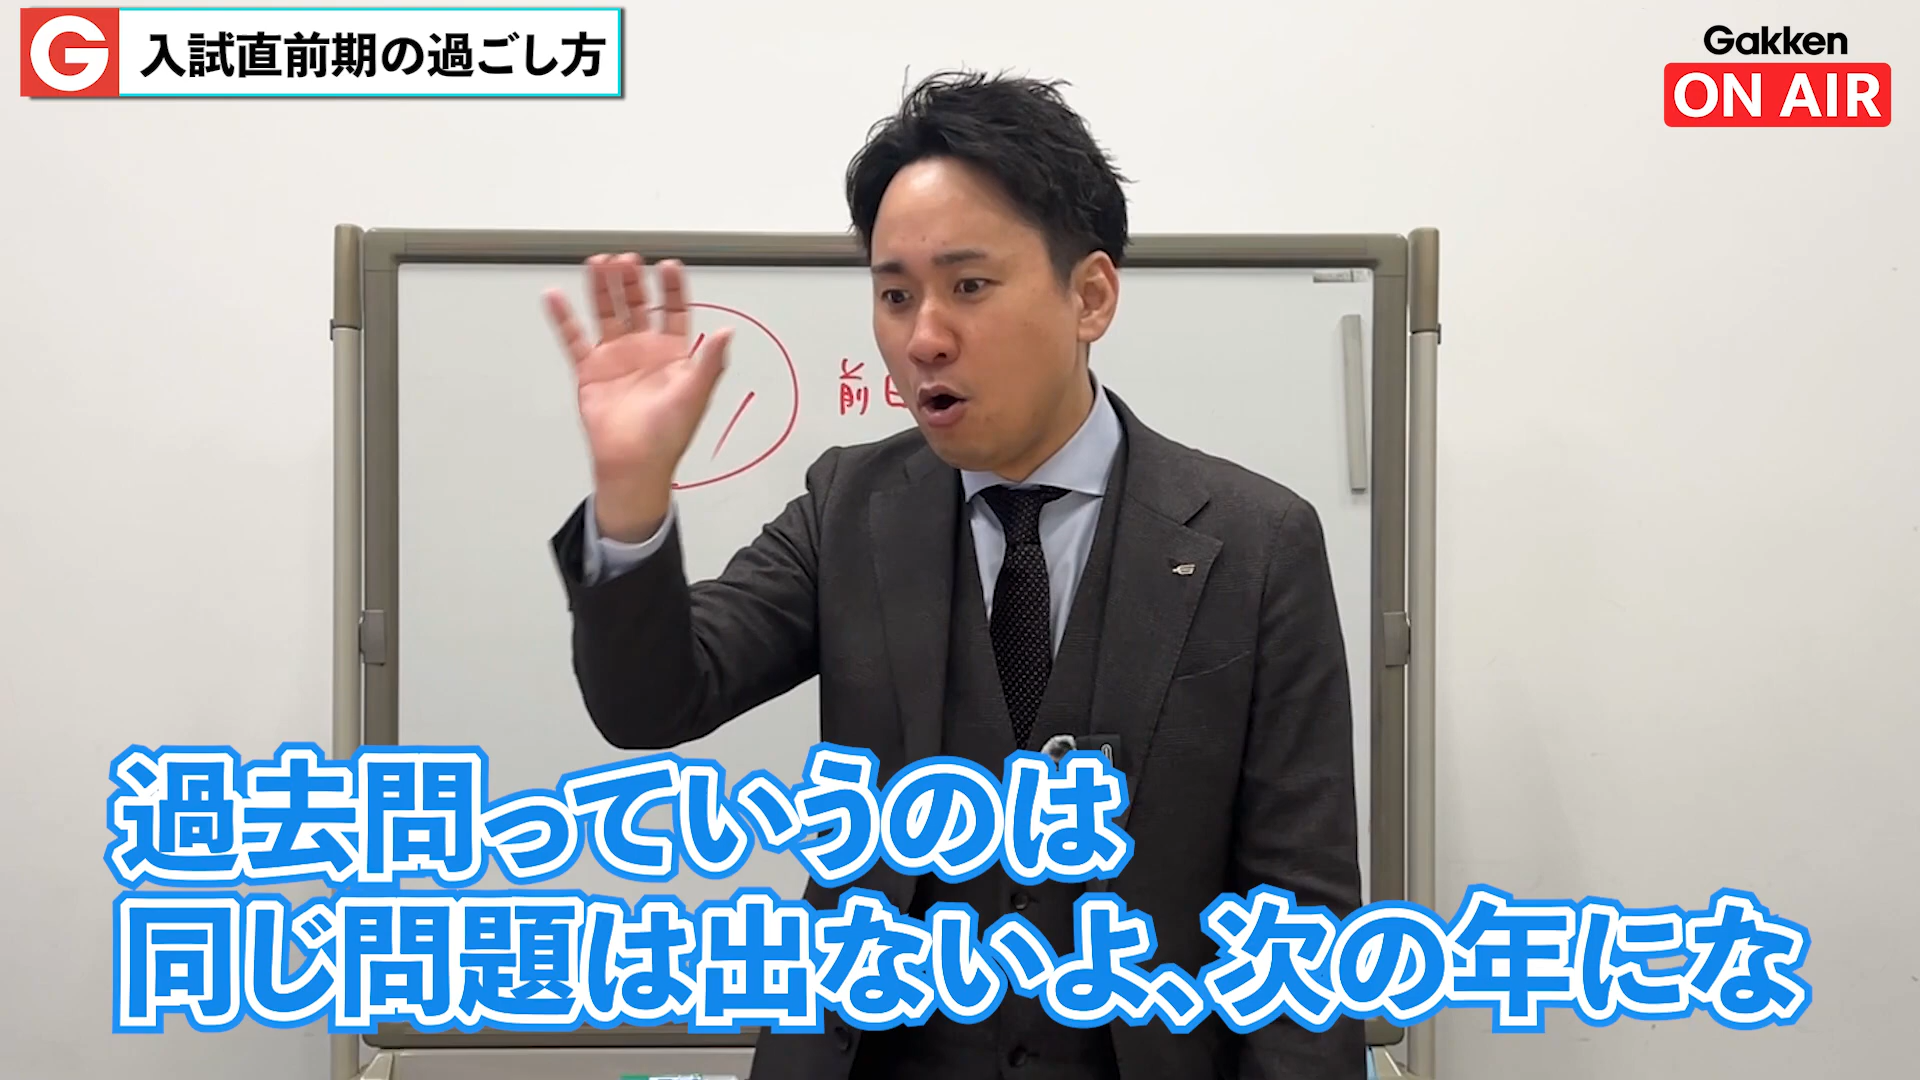 G 入試直前期の過ごし方
Gakken
ON AIR
前日
過去問っていうのは
同じ問題は出ないよ、次の年にな